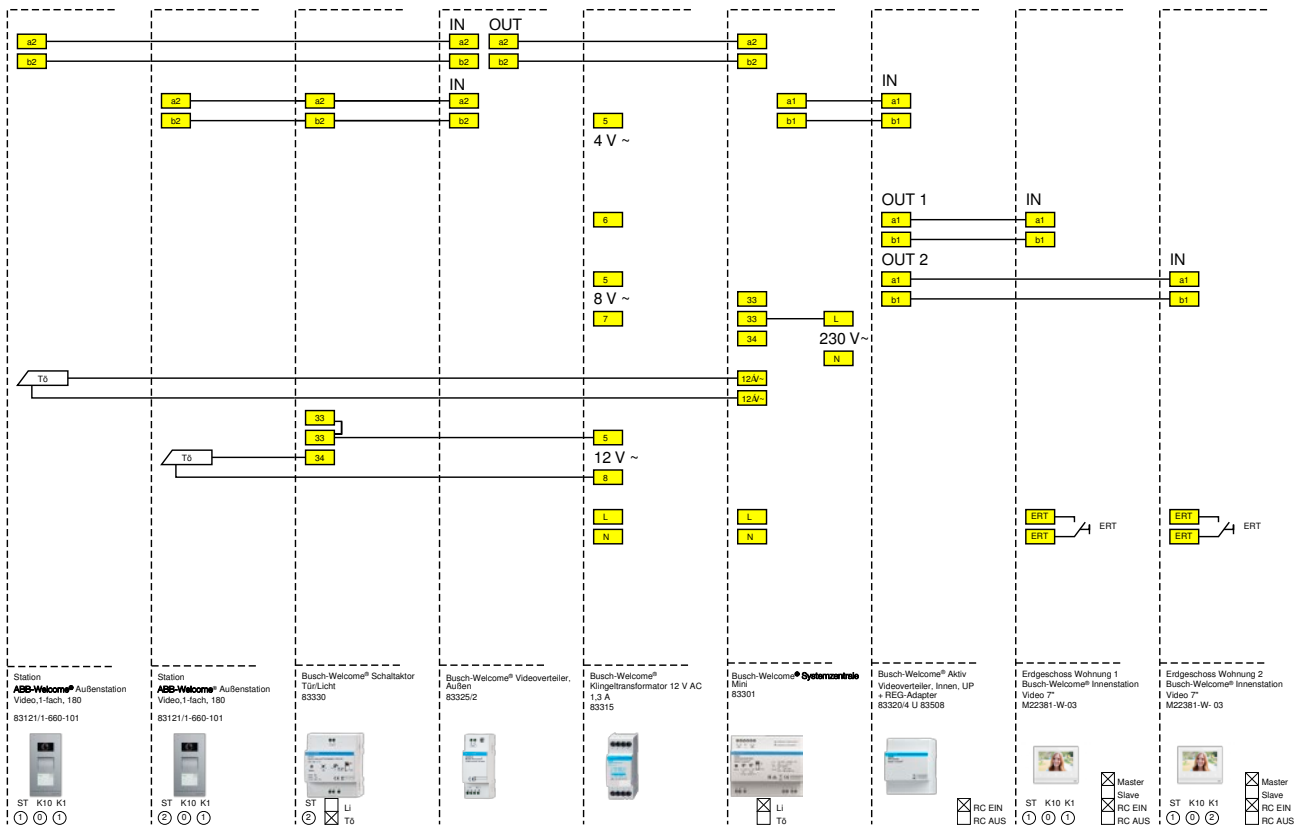 IN OUT
a2 a2 a2 a2
b2 b2 b2 b2
IN IN
a2 a2 a2 a1 a1
b2 b2 b2 5 b1 b1
4 V ~
OUT 1 IN
6 a1 a1
b1 b1
OUT 2 IN
5 a1 a1
8 V ~ 33 b1 b1
7 33 L
34 230 V~
N
Tö
33
33 5
Tö 34 12 V ~
8
L L ERT ERT ERT ERT
N N ERT ERT
Station
ABB-Welcome® Außenstation
Video,1-fach, 180
83121/1-660-101
ST K10 K1
1 0 1
Station
ABB-Welcome® Außenstation
Video,1-fach, 180
83121/1-660-101
ST K10 K1
2 0 1
Busch-Welcome® Schaltaktor
Tür/Licht
83330
ST Li
2 Tö
Busch-Welcome® Videoverteiler,
Außen
83325/2
Busch-Welcome®
Klingeltransformator 12 V AC
1,3 A
83315
Busch-Welcome® Systemzentrale
Mini
83301
Li
Tö
Busch-Welcome® Aktiv
Videoverteiler, Innen, UP
+ REG-Adapter
83320/4 U 83508
RC EIN
RC AUS
Erdgeschoss Wohnung 1
Busch-Welcome® Innenstation
Video 7"
M22381-W-03
Master
Slave
ST K10 K1 RC EIN
1 0 1 RC AUS
Erdgeschoss Wohnung 2
Busch-Welcome® Innenstation
Video 7"
M22381-W- 03
Master
Slave
ST K10 K1 RC EIN
1 0 2 RC AUS